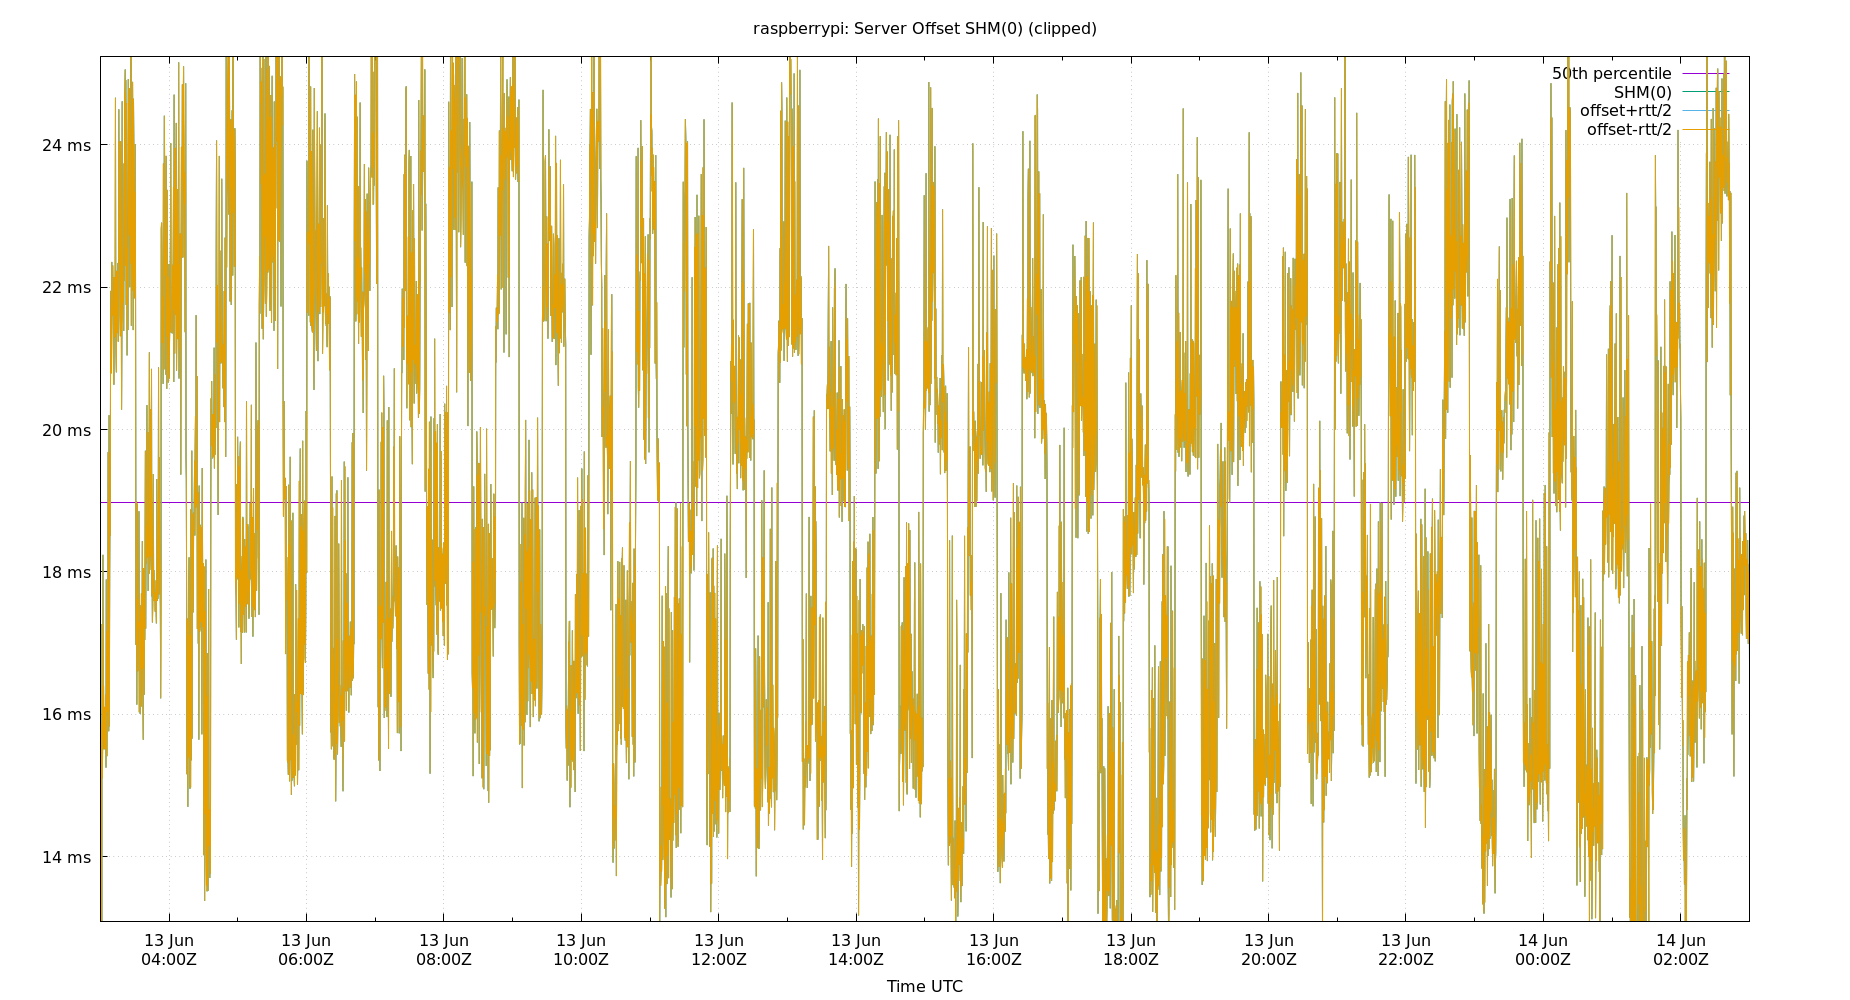 raspberrypi: Server Offset SHM(0) (clipped)
50th percentile
SHM(0)
offset+rtt/2
offset-rtt/2
24 ms
22 ms
20 ms
18 ms
16 ms
14 ms
13 Jun 13 Jun 13 Jun 13 Jun 13 Jun 13 Jun 13 Jun 13 Jun 13 Jun 13 Jun 14 Jun 14 Jun
04:00Z 06:00Z 08:00Z 10:00Z 12:00Z 14:00Z 16:00Z 18:00Z 20:00Z 22:00Z 00:00Z 02:00Z
Time UTC